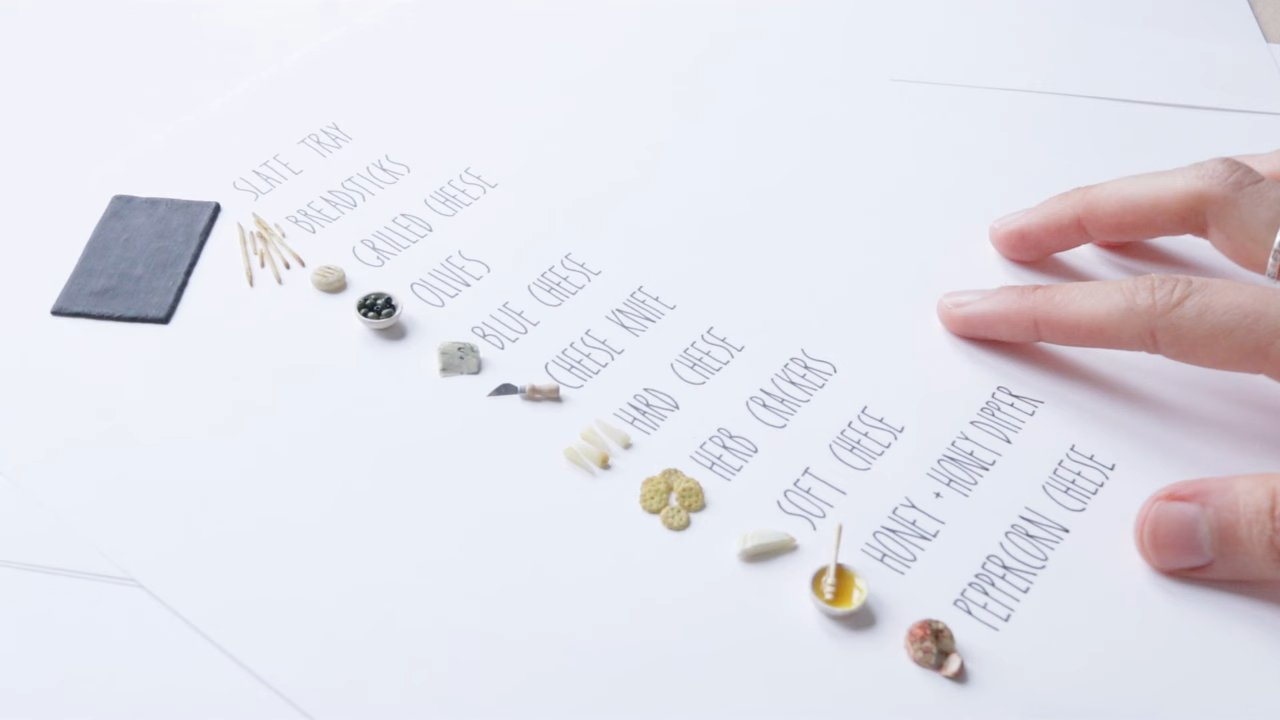 SLATE TRAY
BREADSTICKS
GRILLED CHEESE
OLIVES
BLUE CHEESE
CHEESE KNIFE
HARD CHEESE
HERB CRACKERS
SOFT CHEESE
HONEY + HONEY DIPPER
PEPPERCORN CHEESE